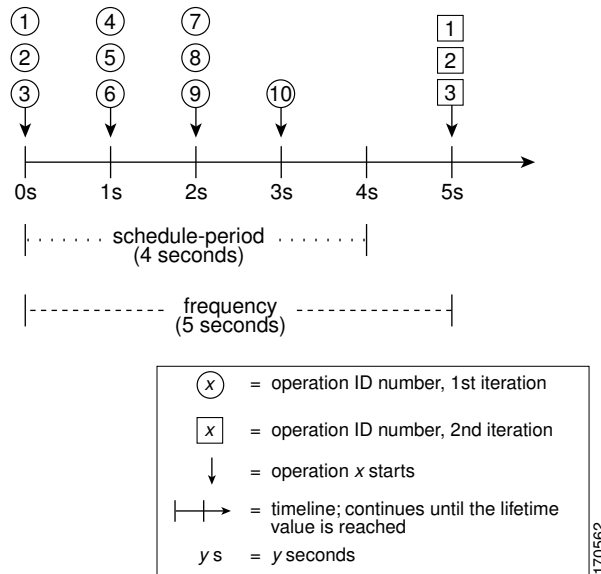 1 4 7 1
2 5 8 2
3 6 9 10 3
0s 1s 2s 3s 4s 5s
schedule-period
(4 seconds)
frequency
(5 seconds)
x = operation ID number, 1st iteration
x = operation ID number, 2nd iteration
= operation x starts
= timeline; continues until the lifetime
value is reached
y s = y seconds
170562